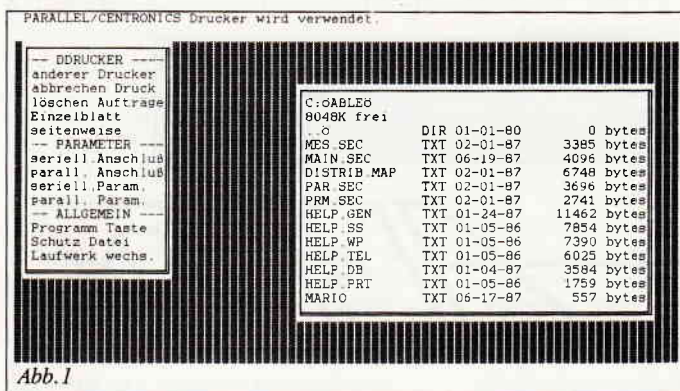 PARALLEL/CENTRONICS Drucker wird verwendet.
-- DDRUCKER ---
anderer Drucker
abbrechen Druck
löschen Auftrage
Einzelblatt
seitenweise
-- PARAMETER ---
seriell.Anschluß
parall. Anschluß
seriell.Param.
parall. Param.
-- ALLGEMEIN ---
Programm Taste
Schutz Datei
Laufwerk wechs.
C:öABLEö
8048K frei
..ö DIR 01-01-80 0 bytes
MES.SEC TXT 02-01-87 3385 bytes
MAIN.SEC TXT 06-19-87 4096 bytes
DISTRIB.MAP TXT 02-01-87 6748 bytes
PAR.SEC TXT 02-01-87 3696 bytes
PRM.SEC TXT 02-01-87 2741 bytes
HELP.GEN TXT 01-24-87 11462 bytes
HELP.SS TXT 01-05-86 7854 bytes
HELP.WP TXT 01-05-86 7390 bytes
HELP.TEL TXT 01-05-86 6025 bytes
HELP.DB TXT 01-04-87 3584 bytes
HELP.PRT TXT 01-05-86 1759 bytes
MARIO TXT 06-17-87 557 bytes
Abb.1